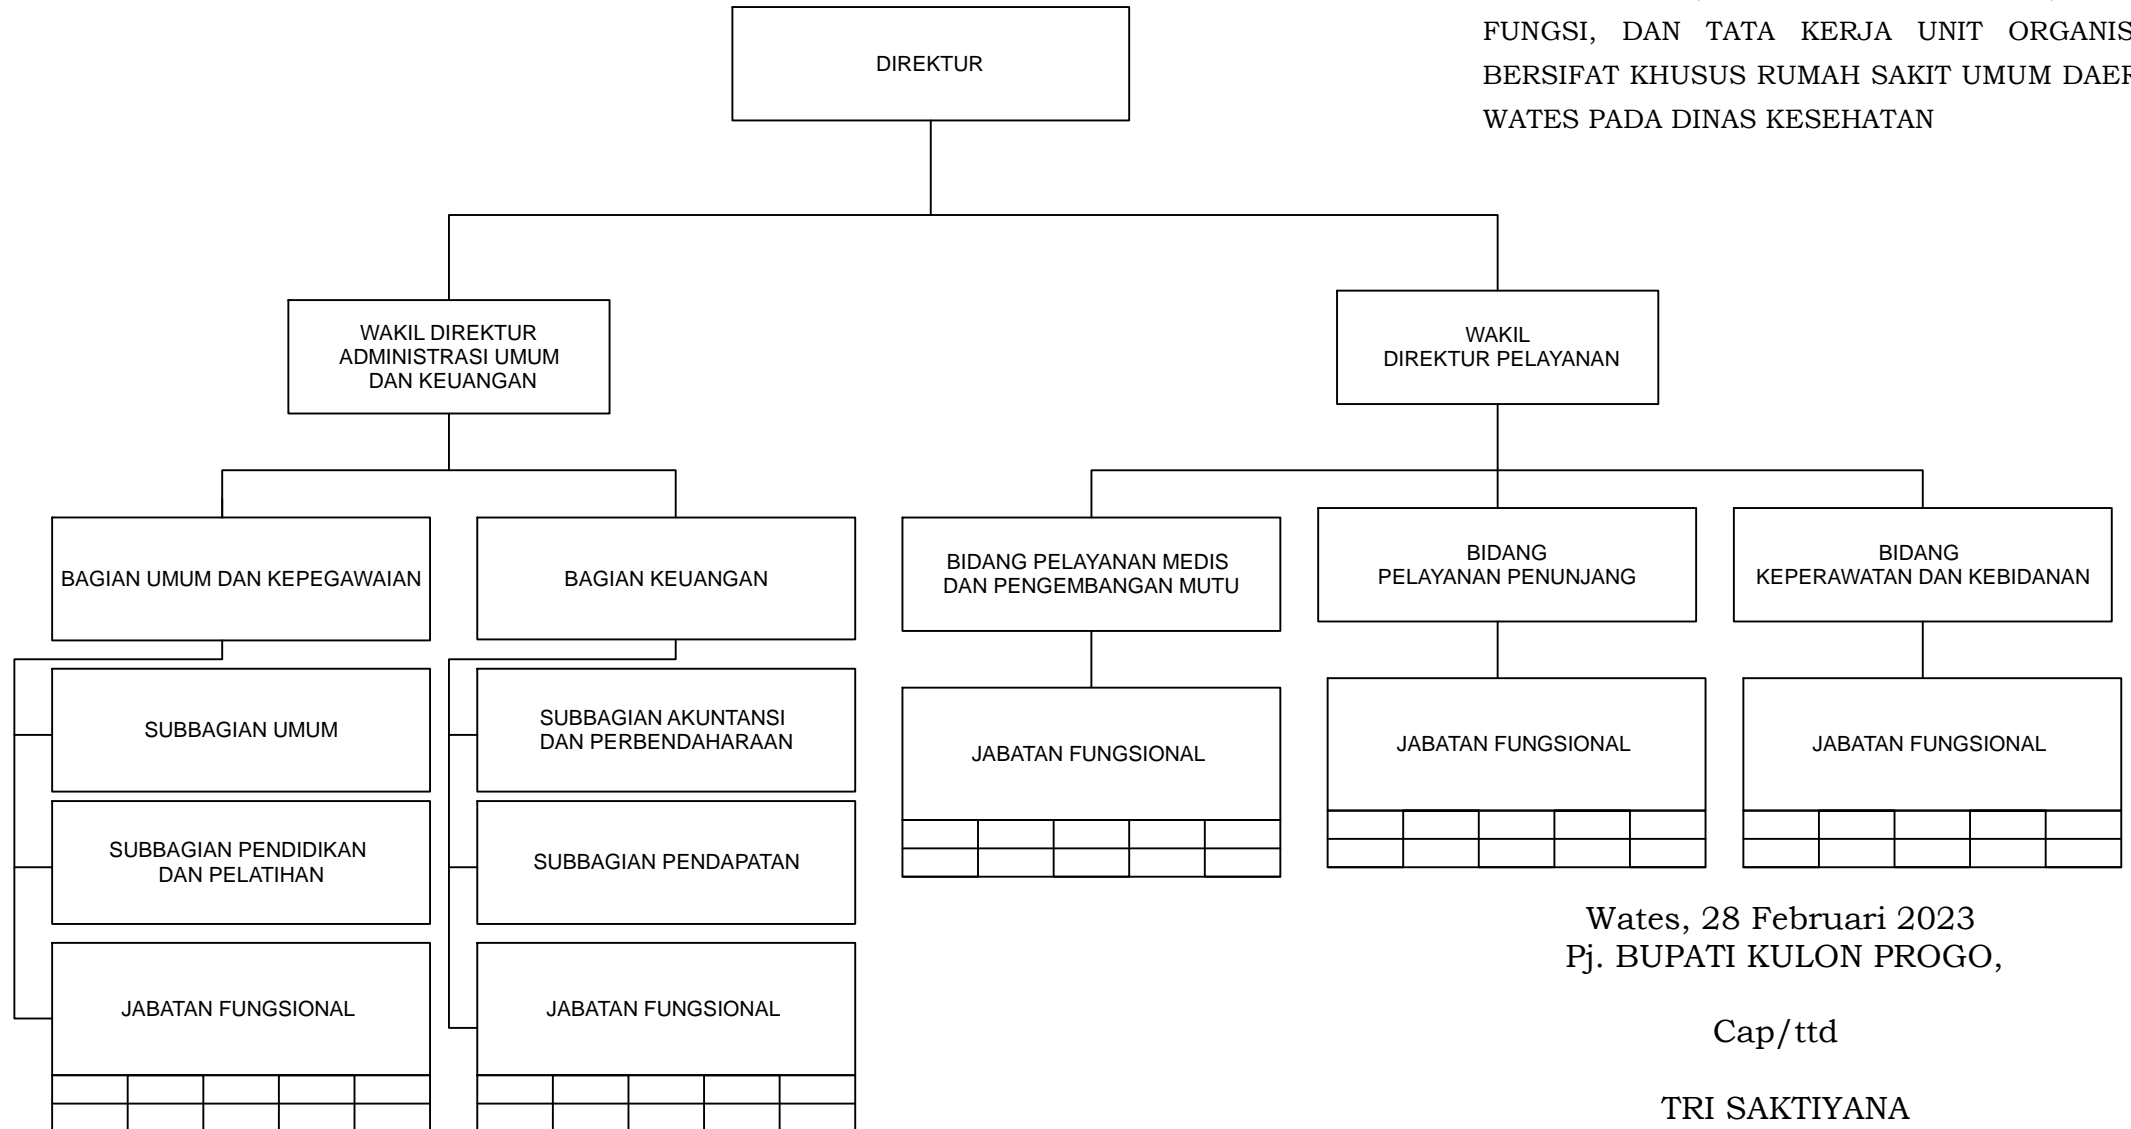 FUNGSI, DAN TATA KERJA UNIT
BERSIFAT KHUSUS RUMAH SAKIT UMUM
WATES PADA DINAS KESEHATAN
DIREKTUR
WAKIL DIREKTUR
ADMINISTRASI UMUM
DAN KEUANGAN
WAKIL
DIREKTUR PELAYANAN
BAGIAN UMUM DAN KEPEGAWAIAN
BAGIAN KEUANGAN
BIDANG PELAYANAN MEDIS
DAN PENGEMBANGAN MUTU
BIDANG
PELAYANAN PENUNJANG
BIDANG
KEPERAWATAN DAN KEBIDANAN
SUBBAGIAN UMUM
SUBBAGIAN AKUNTANSI
DAN PERBENDAHARAAN
JABATAN FUNGSIONAL
JABATAN FUNGSIONAL
JABATAN FUNGSIONAL
SUBBAGIAN PENDIDIKAN
DAN PELATIHAN
SUBBAGIAN PENDAPATAN
JABATAN FUNGSIONAL
JABATAN FUNGSIONAL
Wates, 28 Februari 2023
Pj. BUPATI KULON PROGO,
Cap/ttd
TRI SAKTIYANA